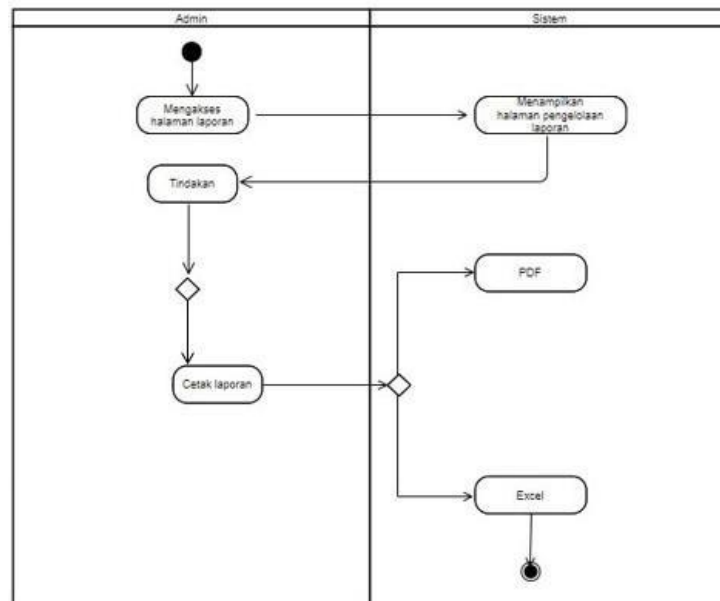 Admin
Sistem
Mengakses
halaman laporan
Menampilkan
halaman pengelolaan
laporan
Tindakan
PDF
Cetak laporan
Excel